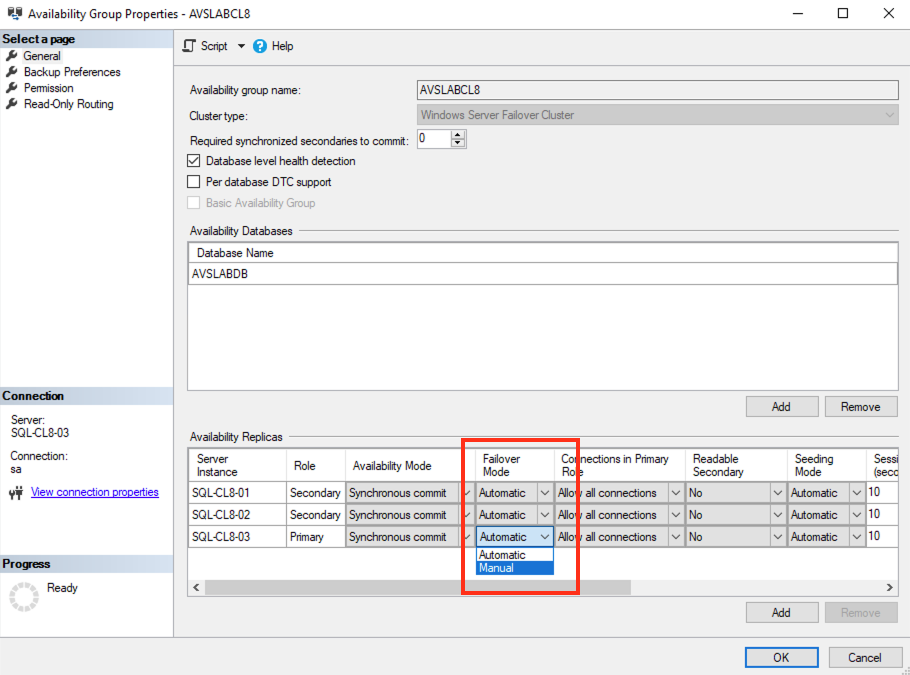 Availability Group Properties - AVSLABCL8
Select a page
General
Backup Preferences
Permission
Read-Only Routing
Script
Help
Availability group name: AVSLABCL8
Cluster type: Windows Server Failover Cluster
Required synchronized secondaries to commit: 0
Database level health detection
Per database DTC support
Basic Availability Group
Availability Databases
Database Name
AVSLABDB
Add Remove
Connection
Server:
SQL-CL8-03
Connection:
sa
View connection properties
Progress
Ready
Availability Replicas
Server Instance Role Availability Mode Failover Mode Connections in Primary Role Readable Secondary Seeding Mode Sessi (secc
SQL-CL8-01 Secondary Synchronous commit Automatic Allow all connections No Automatic 10
SQL-CL8-02 Secondary Synchronous commit Automatic Allow all connections No Automatic 10
SQL-CL8-03 Primary Synchronous commit Automatic Allow all connections No Automatic 10
Automatic
Manual
Add Remove
OK Cancel